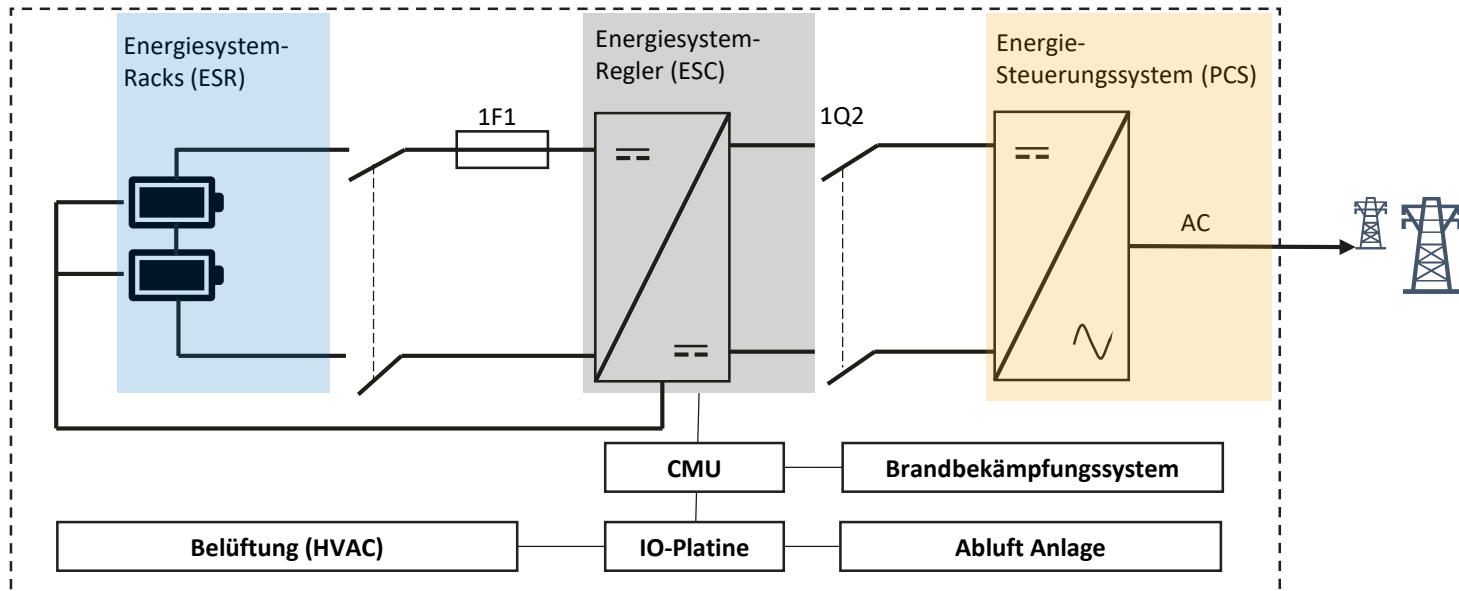 Energiesystem-
Racks (ESR)
Energiesystem-
Regler (ESC)
Energie-
Steuerungssystem (PCS)
1F1
1Q2
AC
CMU
Brandbekämpfungssystem
Belüftung (HVAC)
IO-Platine
Abluft Anlage